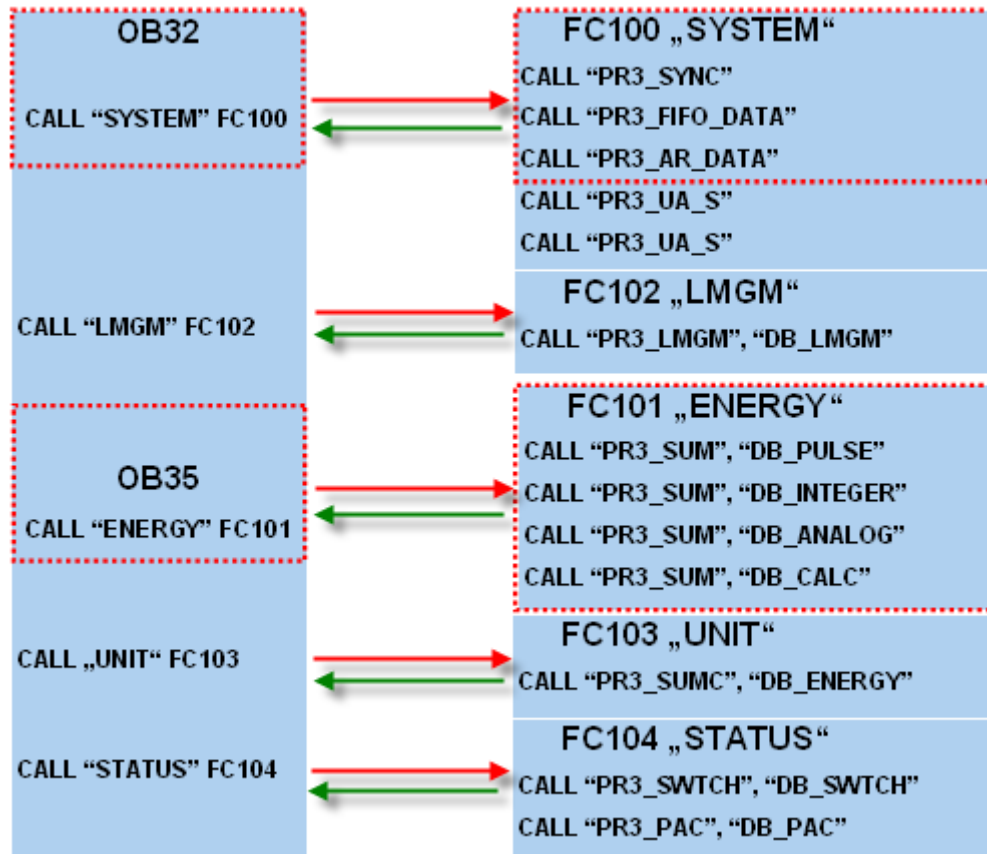 OB32
CALL “SYSTEM” FC100
FC100 „SYSTEM“
CALL “PR3_SYNC”
CALL “PR3_FIFO_DATA”
CALL “PR3_AR_DATA”
CALL “PR3_UA_S”
CALL “PR3_UA_S”
CALL “LMGM” FC102
FC102 „LMGM“
CALL “PR3_LMGM”, “DB_LMGM”
OB35
CALL “ENERGY” FC101
FC101 „ENERGY“
CALL “PR3_SUM”, “DB_PULSE”
CALL “PR3_SUM”, “DB_INTEGER”
CALL “PR3_SUM”, “DB_ANALOG”
CALL “PR3_SUM”, “DB_CALC”
CALL „UNIT“ FC103
FC103 „UNIT“
CALL “PR3_SUMC”, “DB_ENERGY”
CALL “STATUS” FC104
FC104 „STATUS“
CALL “PR3_SWTCH”, “DB_SWTCH”
CALL “PR3_PAC”, “DB_PAC”